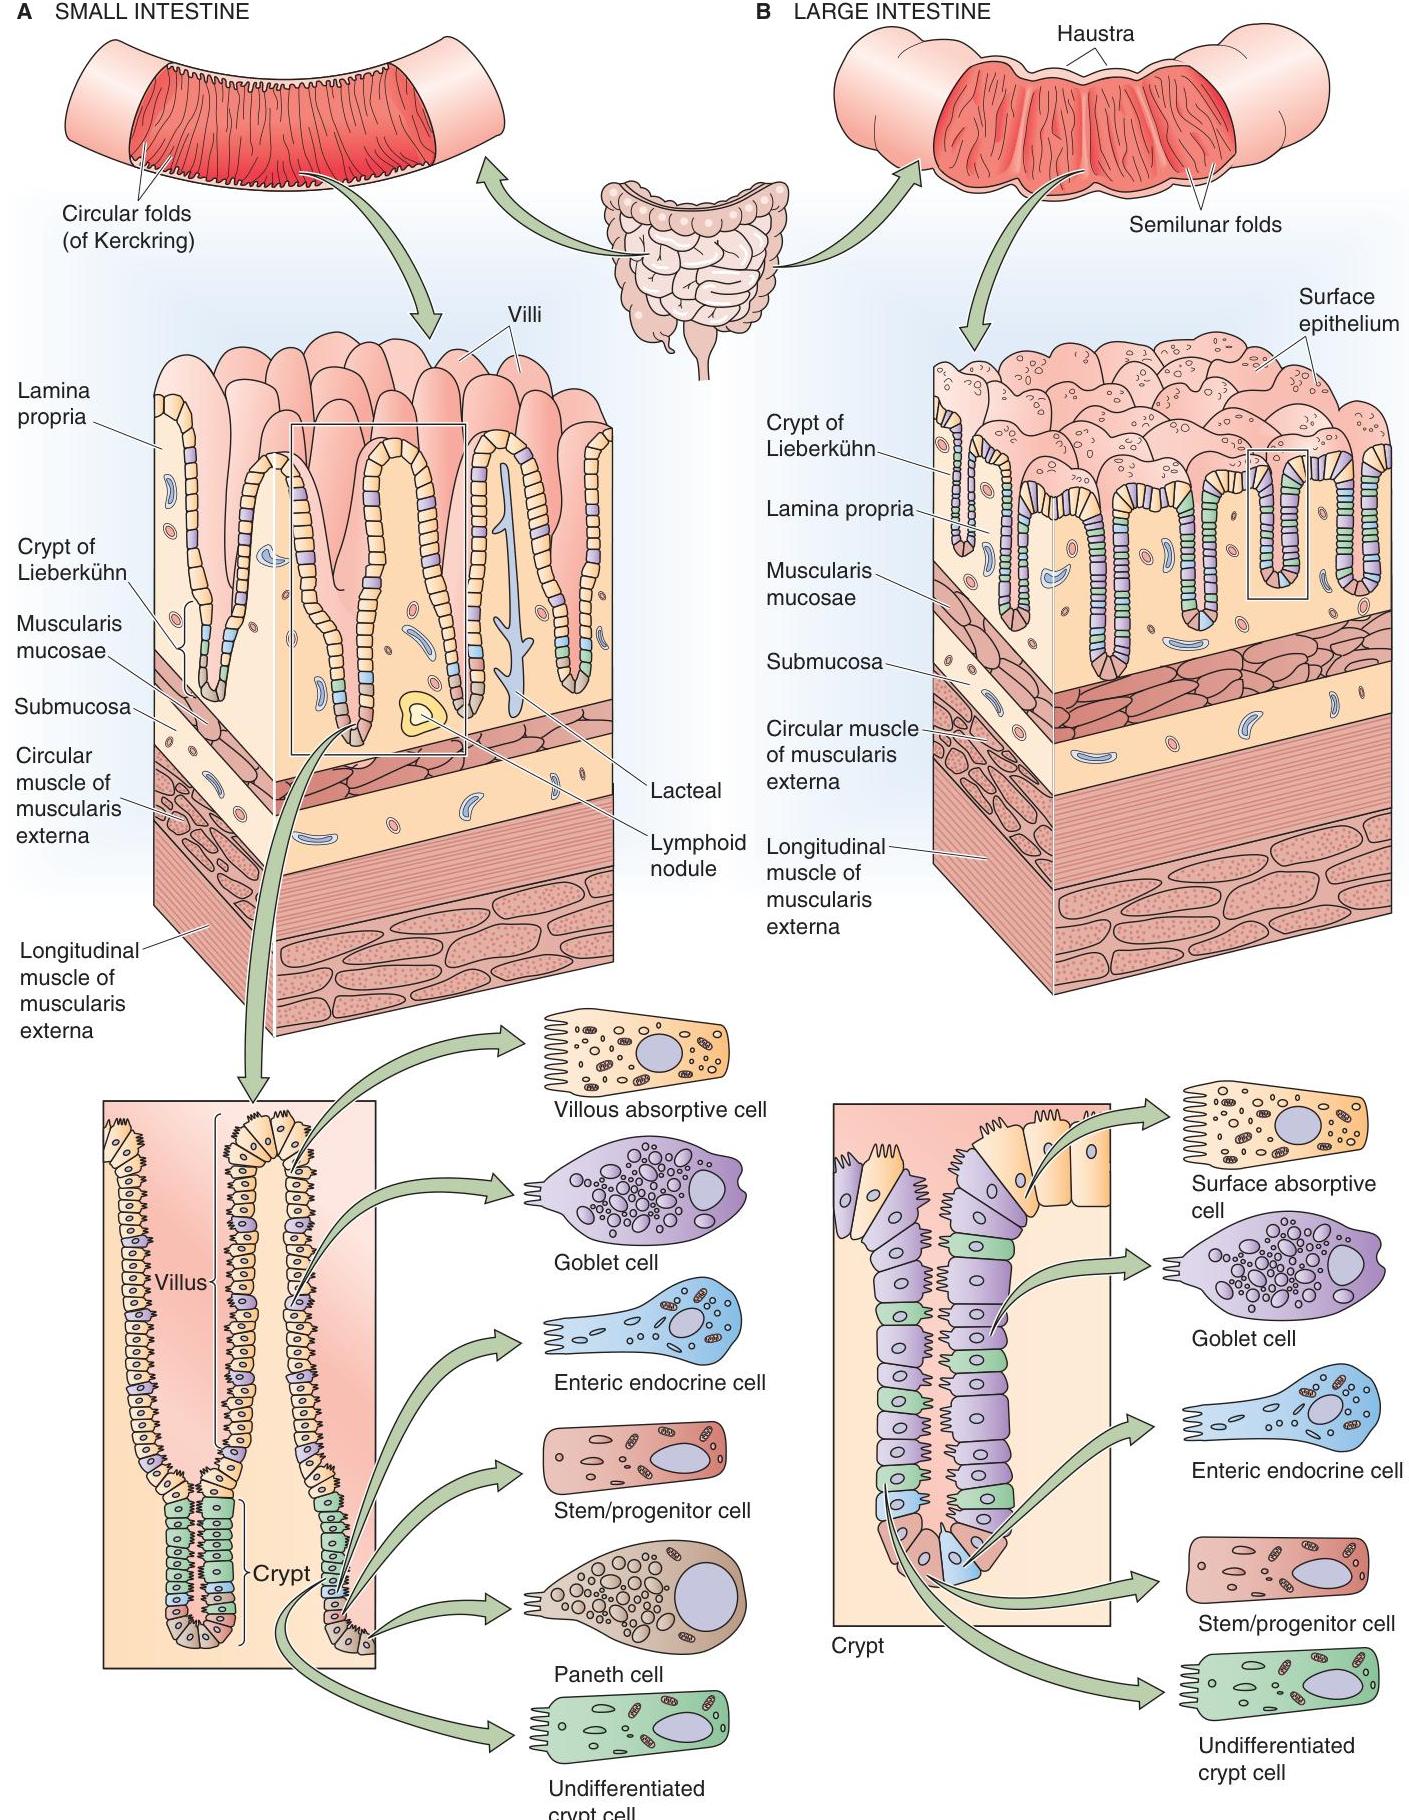 A SMALL INTESTINE
Circular folds
(of Kerckring)
Villi
Lamina
propria
Crypt of
Lieberkühn
Muscularis
mucosae
Submucosa
Circular
muscle of
muscularis
externa
Longitudinal
muscle of
muscularis
externa
Lacteal
Lymphoid
nodule
Villus
Crypt
Villous absorptive cell
Goblet cell
Enteric endocrine cell
Stem/progenitor cell
Paneth cell
Undifferentiated
crypt cell
B LARGE INTESTINE
Haustra
Semilunar folds
Surface
epithelium
Crypt of
Lieberkühn
Lamina propria
Muscularis
mucosae
Submucosa
Circular muscle
of muscularis
externa
Longitudinal
muscle of
muscularis
externa
Crypt
Surface absorptive
cell
Goblet cell
Enteric endocrine cell
Stem/progenitor cell
Undifferentiated
crypt cell